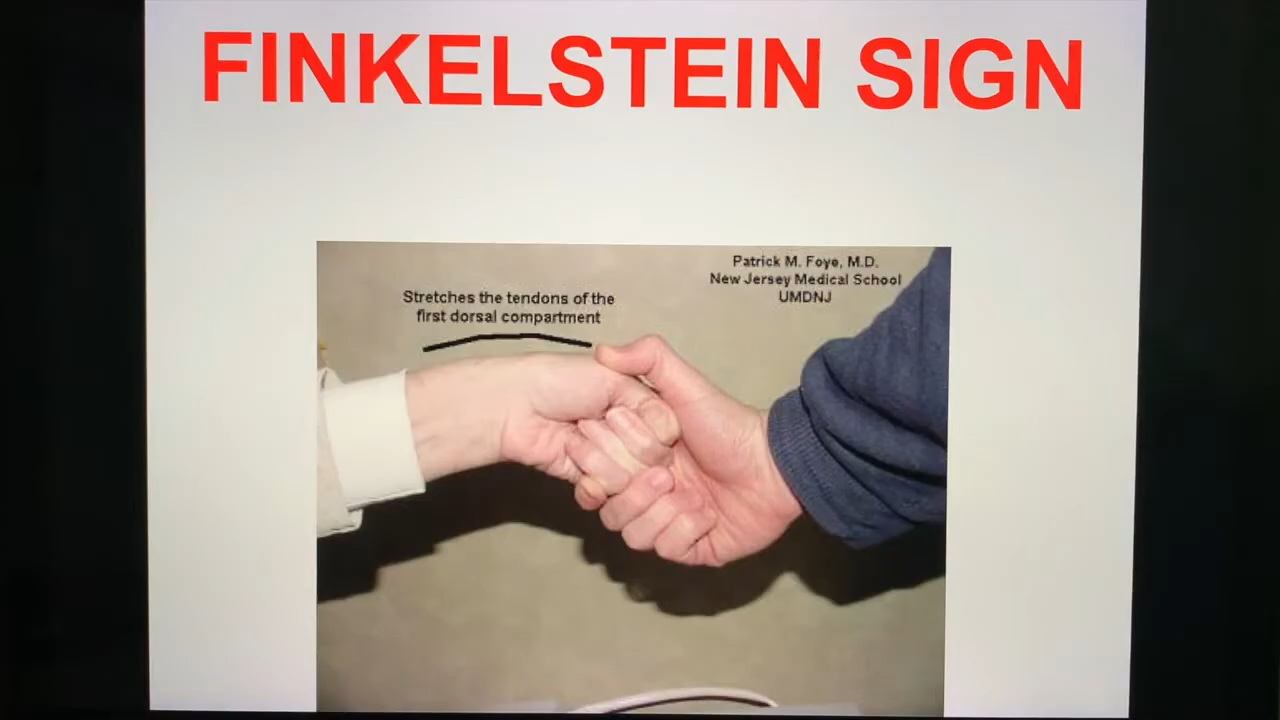 FINKELSTEIN SIGN
Patrick M. Foye, M.D.
New Jersey Medical School
UMDNJ
Stretches the tendons of the
first dorsal compartment